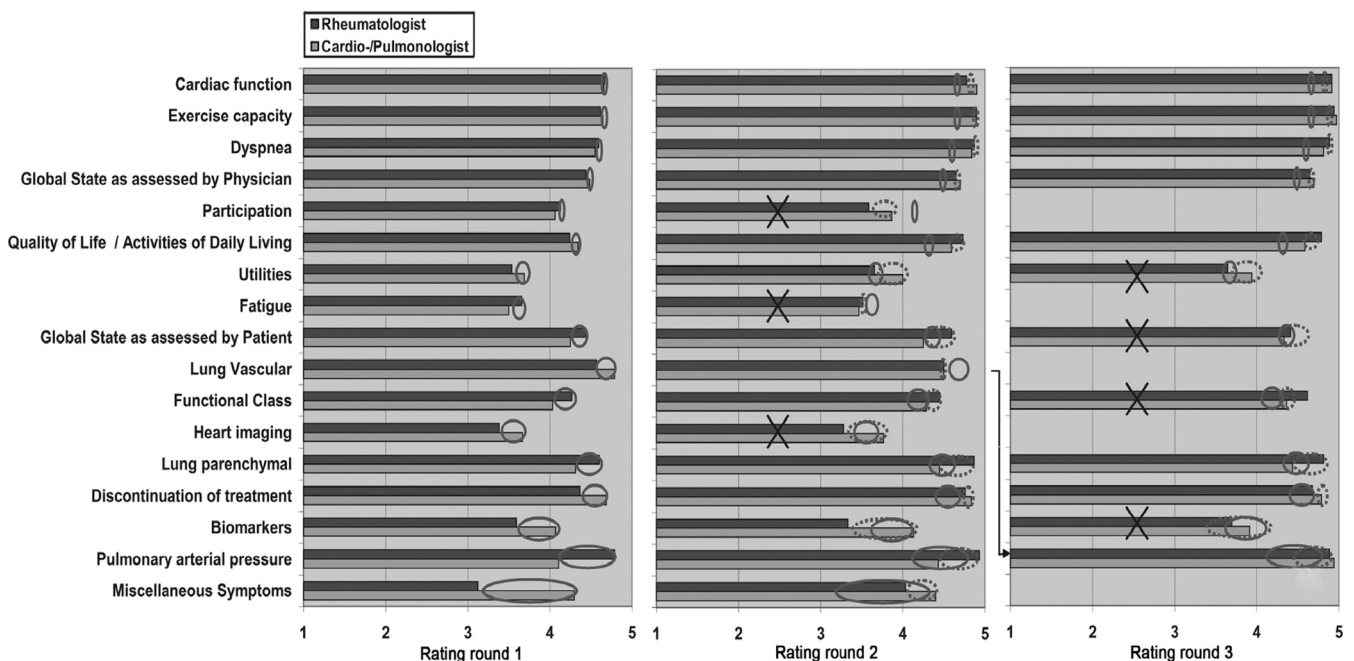 Rheumatologist
Cardio-/Pulmonologist
Cardiac function
Exercise capacity
Dyspnea
Global State as assessed by Physician
Participation
Quality of Life / Activities of Daily Living
Utilities
Fatigue
Global State as assessed by Patient
Lung Vascular
Functional Class
Heart imaging
Lung parenchymal
Discontinuation of treatment
Biomarkers
Pulmonary arterial pressure
Miscellaneous Symptoms
1 2 3 4 5 1 2 3 4 5 1 2 3 4 5
Rating round 1 Rating round 2 Rating round 3